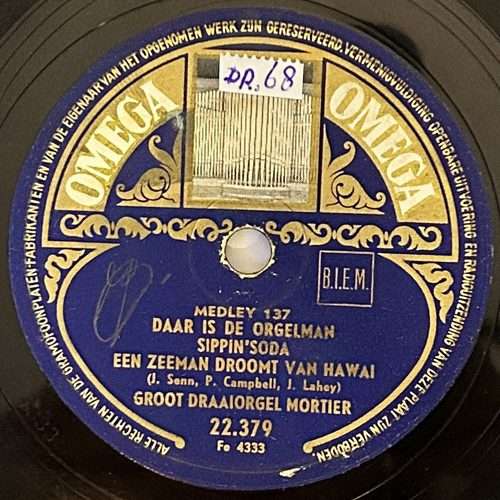 ALLE RECHTEN VAN DE GRAMOFOONPLATEN-FABRIKANTEN EN VAN DE EIGENAAR VAN HET OPGENOMEN WERK ZIJN GERESERVEERD. VERMENIGVULDIGING OPENBARE UITVOERING EN RADIOUITZENDING VAN DEZE PLAAT ZIJN VERBODEN.
DR. 68
OMEGA OMEGA
B.I.E.M.
MEDLEY 137
DAAR IS DE ORGELMAN
SIPPIN'SODA
EEN ZEEMAN DROOMT VAN HAWAI
(J. Senn, P. Campbell, J. Lahey)
GROOT DRAAIORGEL MORTIER
22.379
Fe 4333